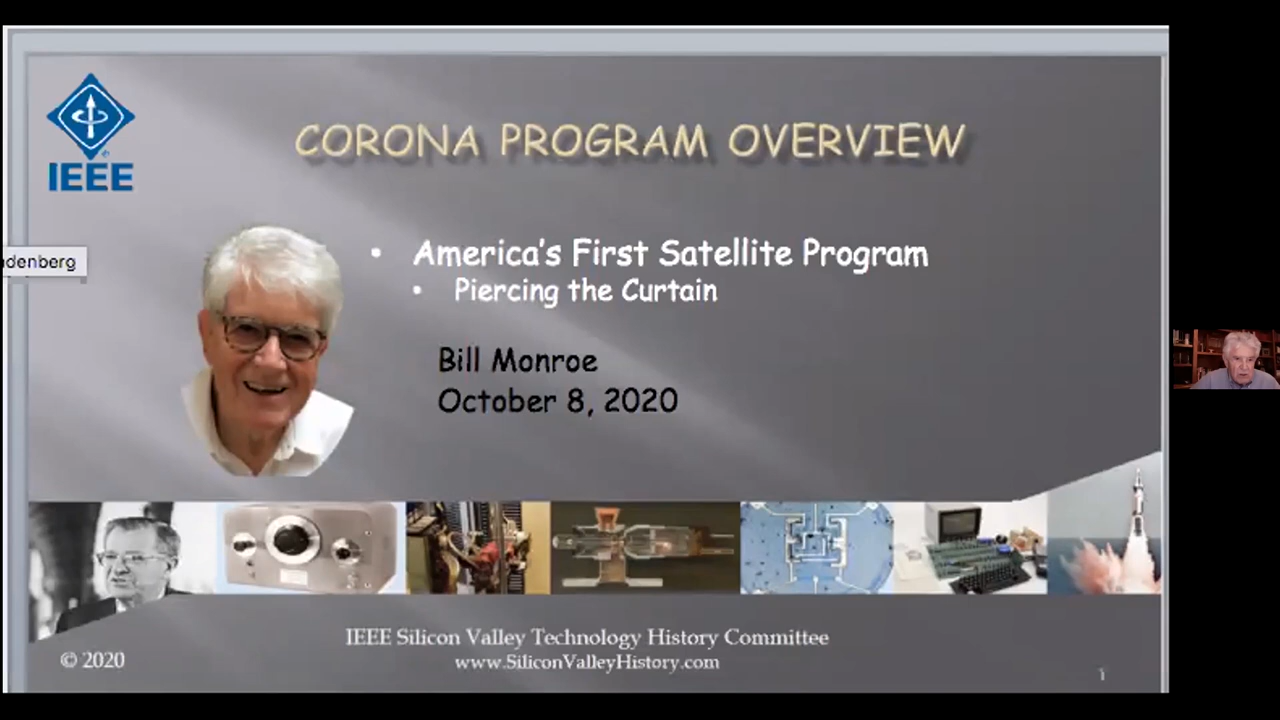 CORONA PROGRAM OVERVIEW
IEEE
• America's First Satellite Program
• Piercing the Curtain
denberg
Bill Monroe
October 8, 2020
IEEE Silicon Valley Technology History Committee
© 2020
www.SiliconValleyHistory.com
1